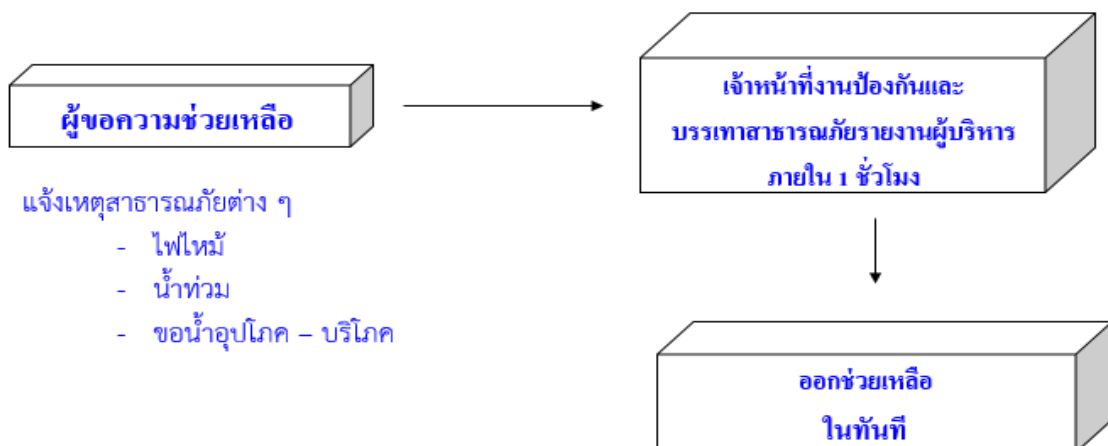 ผู้ขอความช่วยเหลือ
แจ้งเหตุสาธารณภัยต่าง ๆ
- ไฟไหม้
- น้ำท่วม
- ขอน้ำอุปโภค – บริโภค
เจ้าหน้าที่งานป้องกันและ
บรรเทาสาธารณภัยรายงานผู้บริหาร
ภายใน 1 ชั่วโมง
ออกช่วยเหลือ
ในทันที